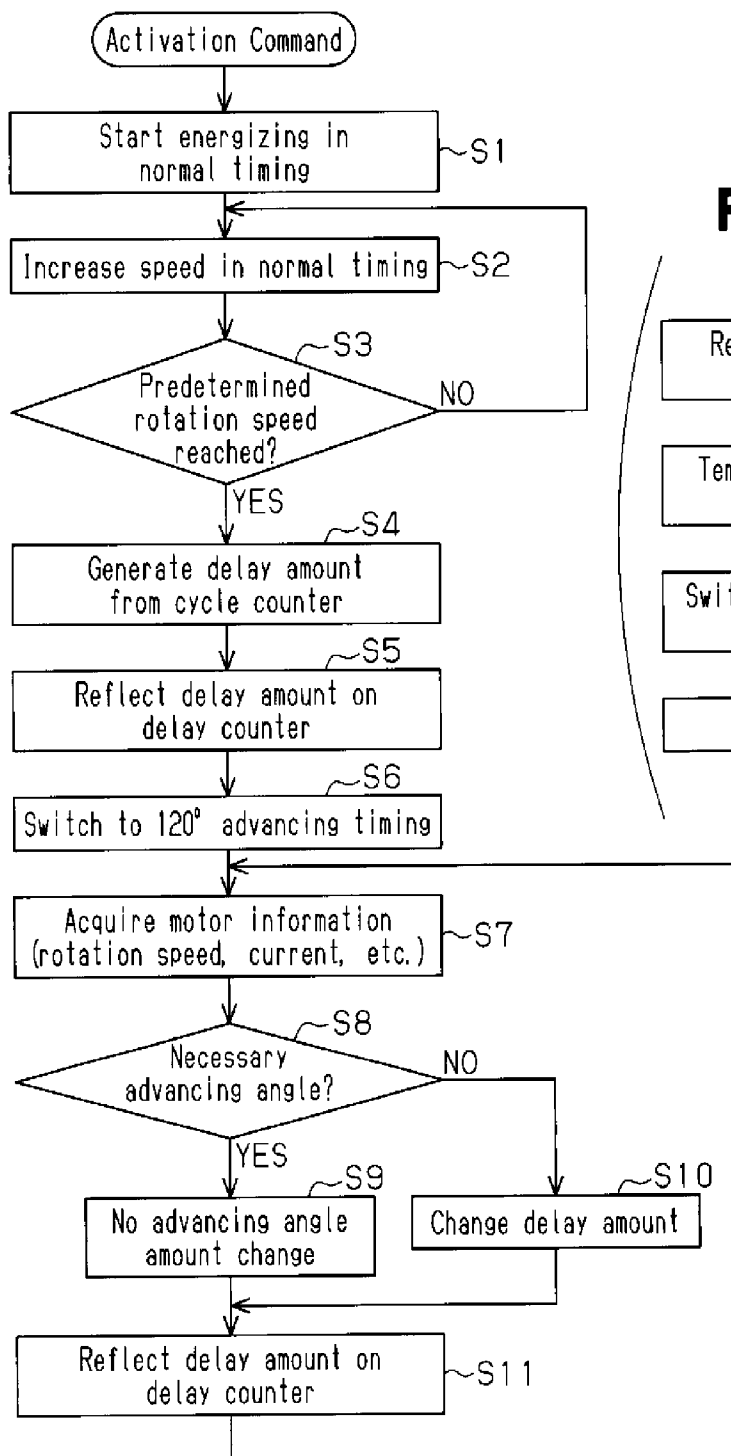 Activation Command
Start energizing in
normal timing
S1
Increase speed in normal timing
S2
S3
Predetermined
rotation speed
reached?
NO
YES
S4
Generate delay amount
from cycle counter
S5
Reflect delay amount on
delay counter
S6
Switch to 120° advancing timing
Acquire motor information
(rotation speed, current, etc.)
S7
S8
Necessary
advancing angle?
NO
YES
S9
No advancing angle
amount change
S10
Change delay amount
Reflect delay amount on
delay counter
S11